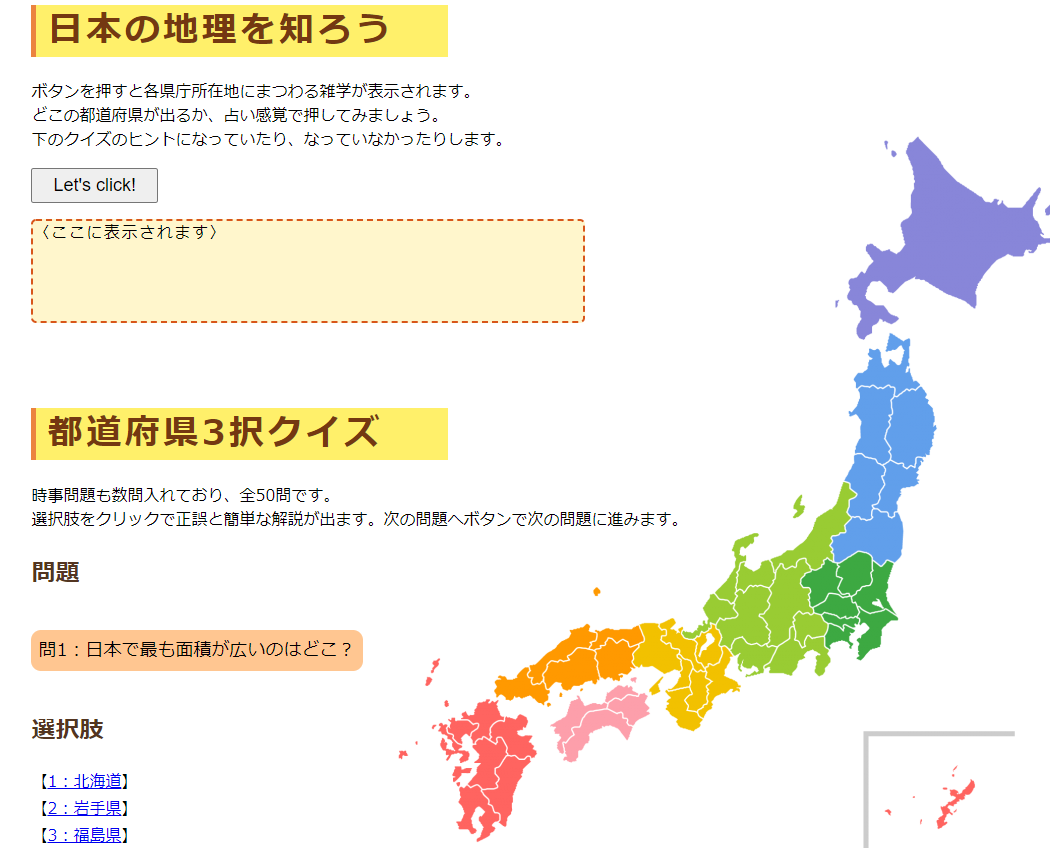 日本の地理を知ろう
ボタンを押すと各県庁所在地にまつわる雑学が表示されます。
どこの都道府県が出るか、占い感覚で押してみましょう。
下のクイズのヒントになっていたり、なっていなかったりします。
Let's click!
〈ここに表示されます〉
都道府県3択クイズ
時事問題も数問入れており、全50問です。
選択肢をクリックで正誤と簡単な解説が出ます。次の問題へボタンで次の問題に進みます。
問題
問1：日本で最も面積が広いのはどこ？
選択肢
【1：北海道】
【2：岩手県】
【3：福島県】